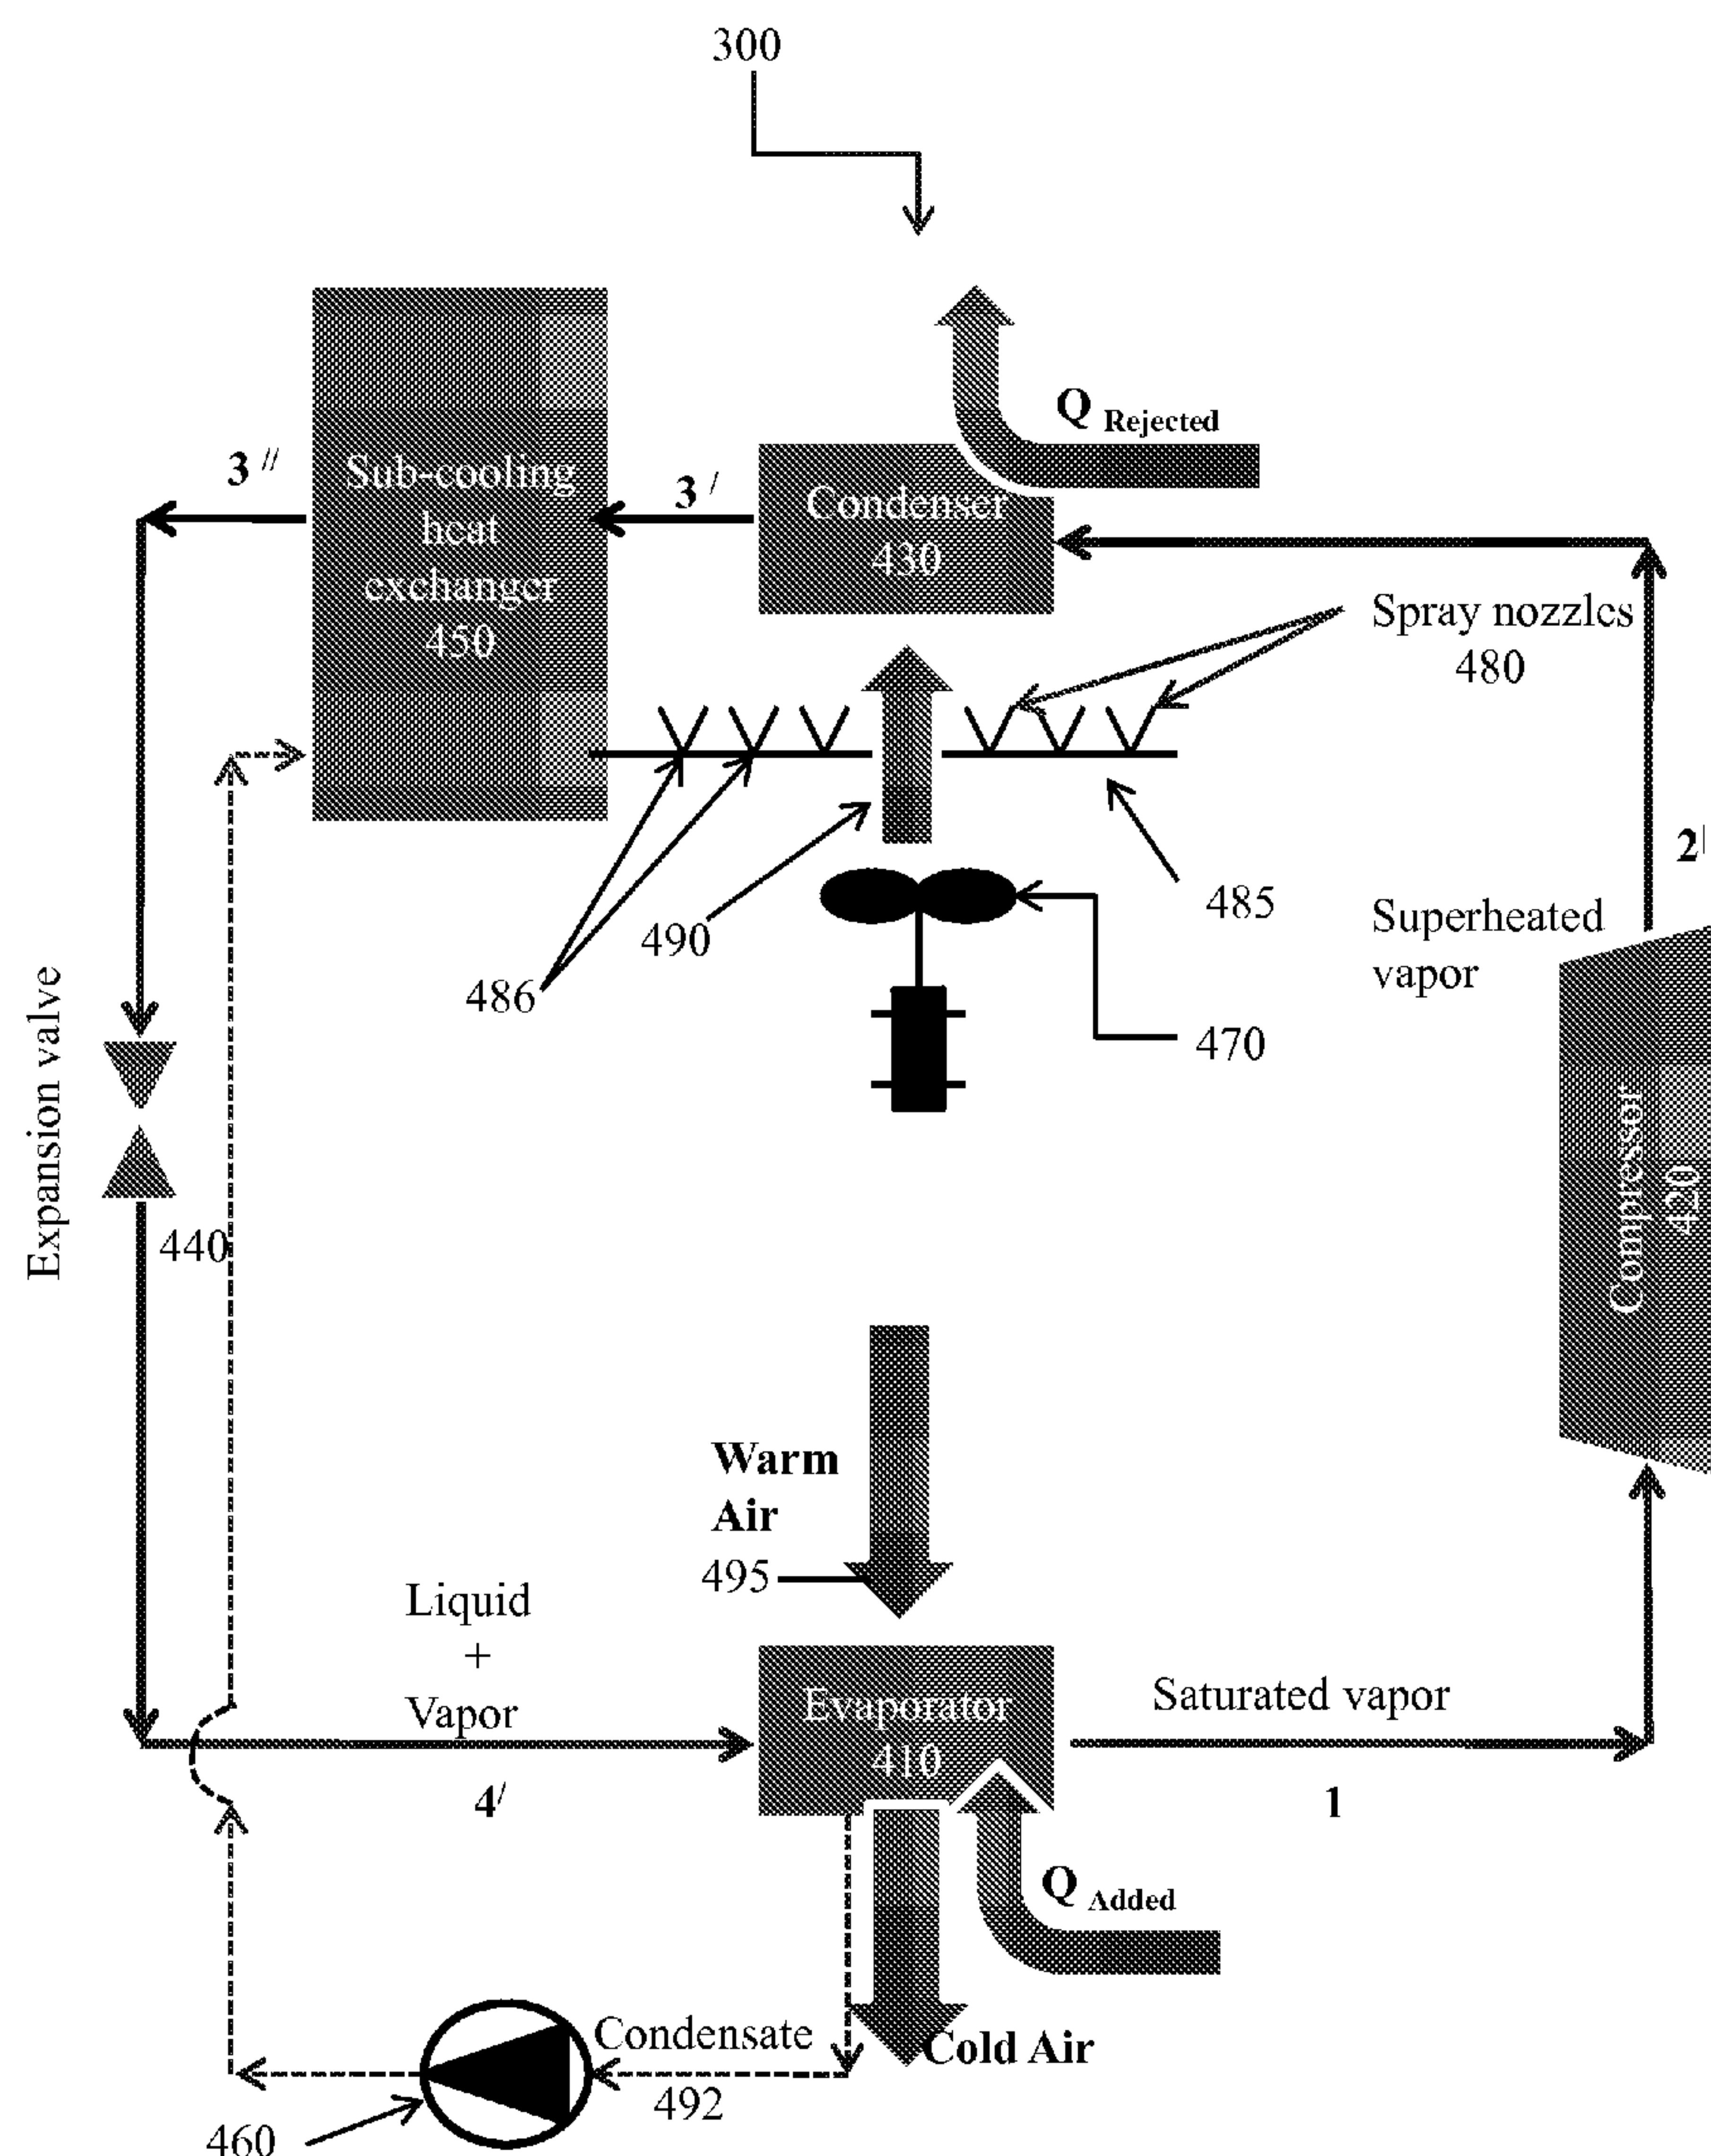 300
Q Rejected
3 //
Sub-cooling
heat
exchanger
450
3 /
Condenser
430
Spray nozzles
480
2|
485
490
486
Superheated
vapor
470
Expansion valve
440
Compressor
420
Warm
Air
495
Liquid
+
Vapor
Evaporator
410
Saturated vapor
4/
1
Q Added
Condensate
Cold Air
492
460